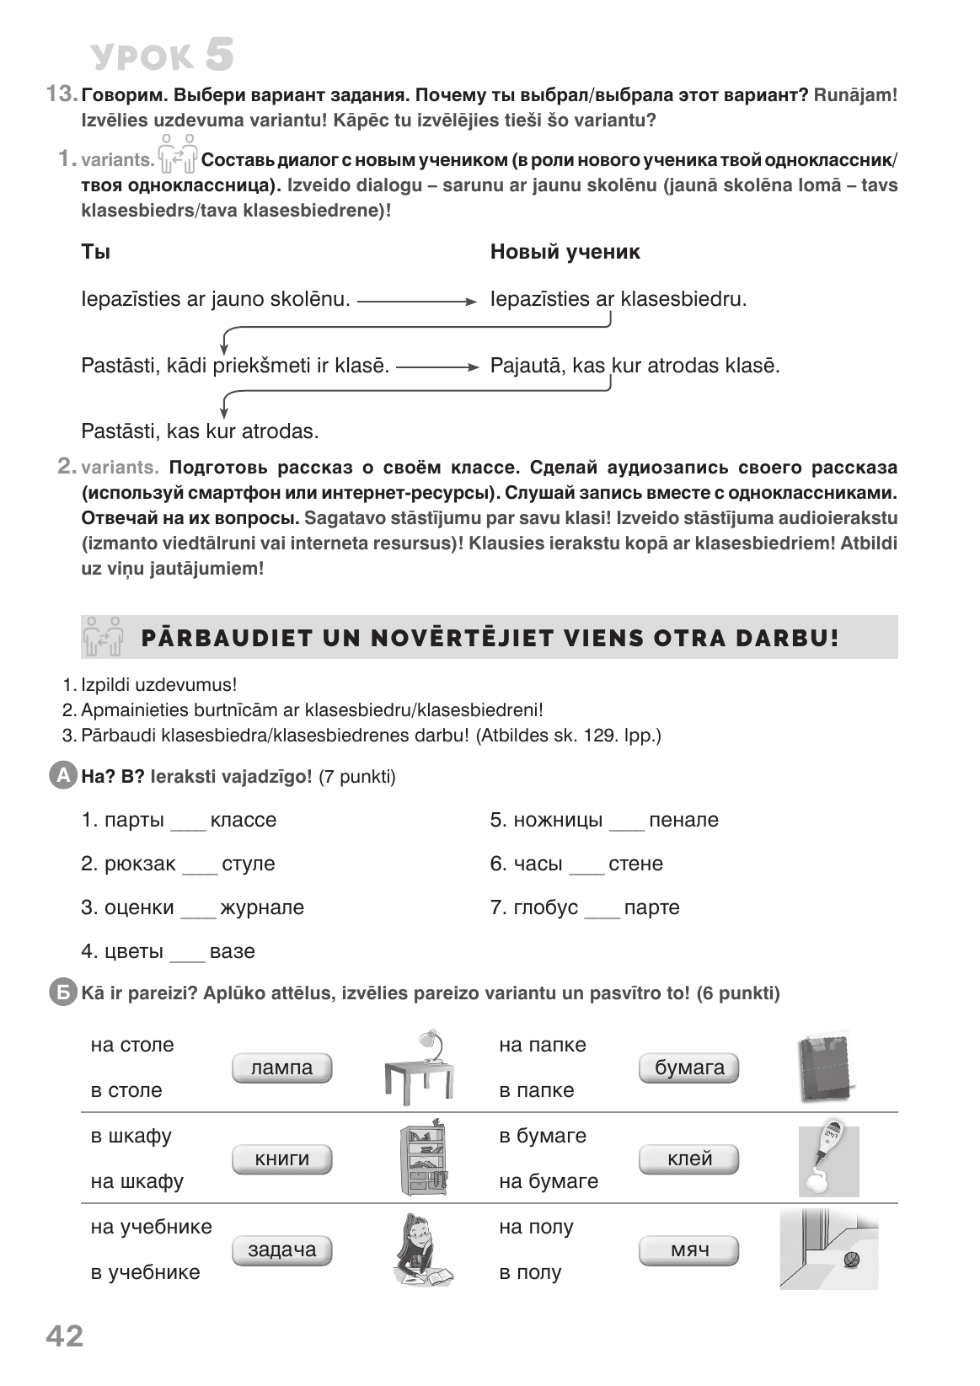 УРОК 5
13. Говорим. Выбери вариант задания. Почему ты выбрал/выбрала этот вариант? Runājam!
Izvēlies uzdevuma variantu! Kāpēc tu izvēlējies tieši šo variantu?
1. variants. Составь диалог с новым учеником (в роли нового ученика твой одноклассник/
твоя одноклассница). Izveido dialogu – sarunu ar jaunu skolēnu (jaunā skolēna lomā – tavs
klasesbiedrs/tava klasesbiedrene)!
Ты Новый ученик
Iepazīsties ar jauno skolēnu. Iepazīsties ar klasesbiedru.
Pastāsti, kādi priekšmeti ir klasē. Pajautā, kas kur atrodas klasē.
Pastāsti, kas kur atrodas.
2. variants. Подготовь рассказ о своём классе. Сделай аудиозапись своего рассказа
(используй смартфон или интернет-ресурсы). Слушай запись вместе с одноклассниками.
Отвечай на их вопросы. Sagatavo stāstījumu par savu klasi! Izveido stāstījuma audioierakstu
(izmanto viedtālruni vai interneta resursus)! Klausies ierakstu kopā ar klasesbiedriem! Atbildi
uz viņu jautājumiem!
PĀRBAUDIET UN NOVĒRTĒJIET VIENS OTRA DARBU!
1. Izpildi uzdevumus!
2. Apmainieties burtnīcām ar klasesbiedru/klasesbiedreni!
3. Pārbaudi klasesbiedra/klasesbiedrenes darbu! (Atbildes sk. 129. lpp.)
А На? В? Ieraksti vajadzīgo! (7 punkti)
1. парты ___ классе 5. ножницы ___ пенале
2. рюкзак ___ стуле 6. часы ___ стене
3. оценки ___ журнале 7. глобус ___ парте
4. цветы ___ вазе
Б Kā ir pareizi? Aplūko attēlus, izvēlies pareizo variantu un pasvītro to! (6 punkti)
на столе на папке
лампа бумага
в столе в папке
в шкафу в бумаге
книги клей
на шкафу на бумаге
на учебнике на полу
задача мяч
в учебнике в полу
42